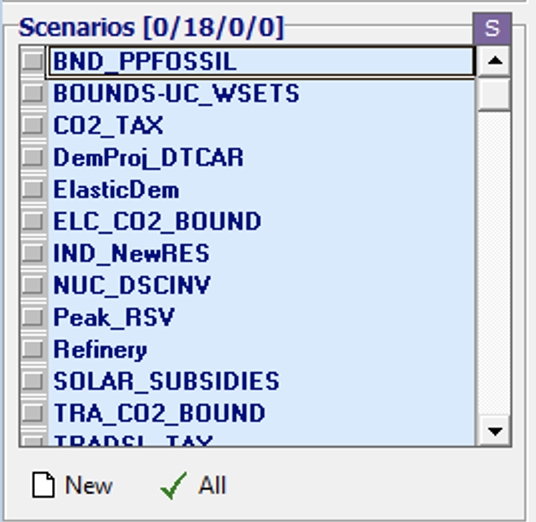 Scenarios [0/18/0/0] S
BND_PPFOSSIL
BOUNDS-UC_WSETS
CO2_TAX
DemProj_DTCAR
ElasticDem
ELC_CO2_BOUND
IND_NewRES
NUC_DSCINV
Peak_RSV
Refinery
SOLAR_SUBSIDIES
TRA_CO2_BOUND
TRADSL_TAX
New All